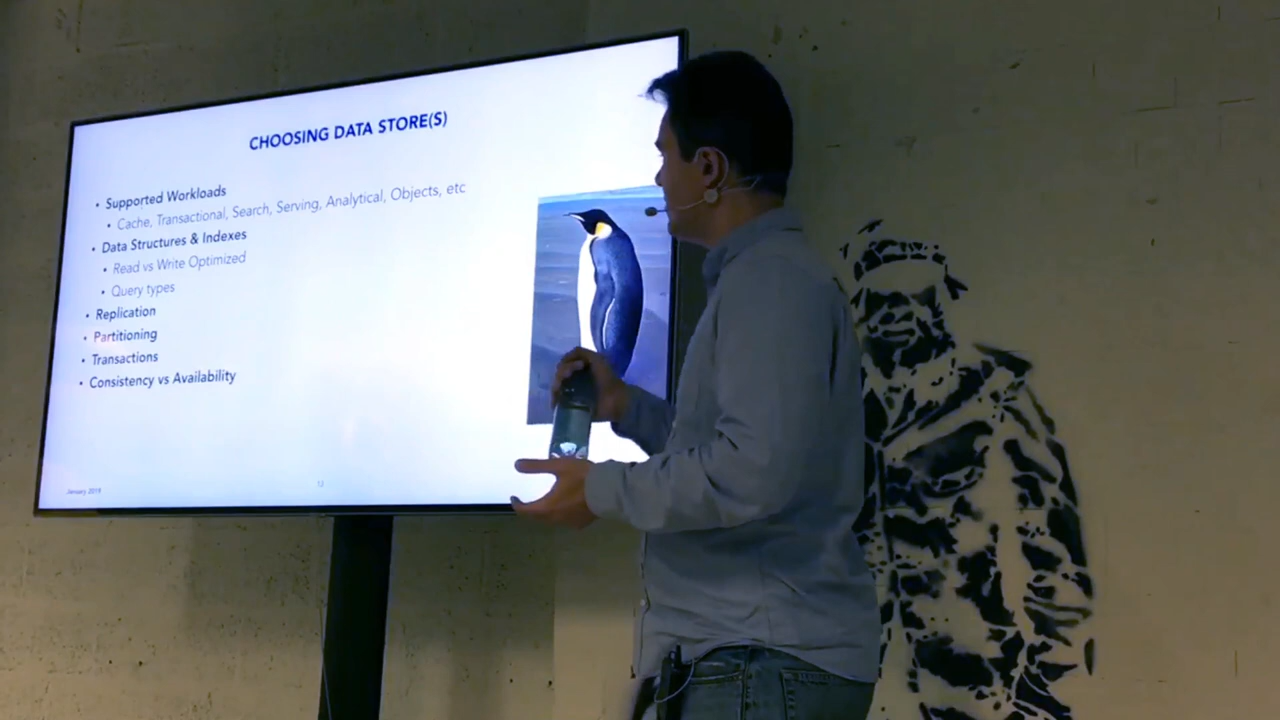 CHOOSING DATA STORE(S)
• Supported Workloads
• Cache, Transactional, Search, Serving, Analytical, Objects, etc
• Data Structures & Indexes
• Read vs Write Optimized
• Query types
• Replication
• Partitioning
• Transactions
• Consistency vs Availability
January 2019